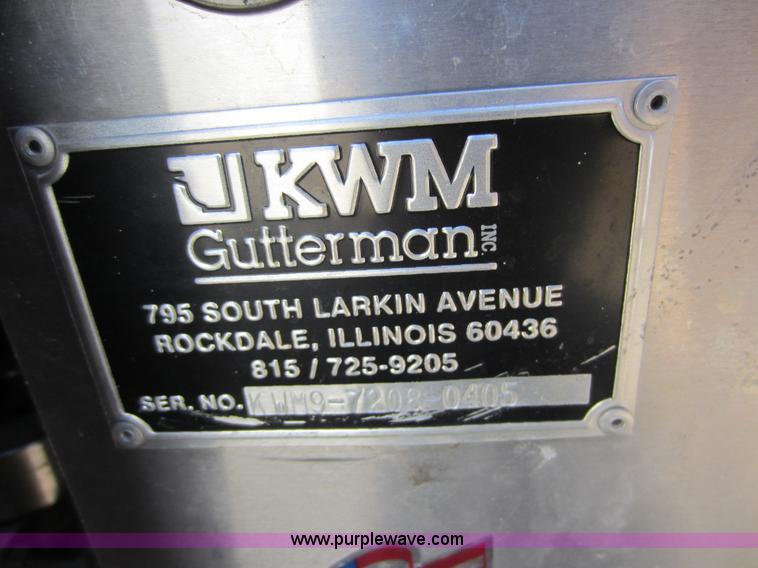 KWM
Gutterman INC.
795 SOUTH LARKIN AVENUE
ROCKDALE, ILLINOIS 60436
815 / 725-9205
SER. NO. KWM9-7208-0405
www.purplewave.com